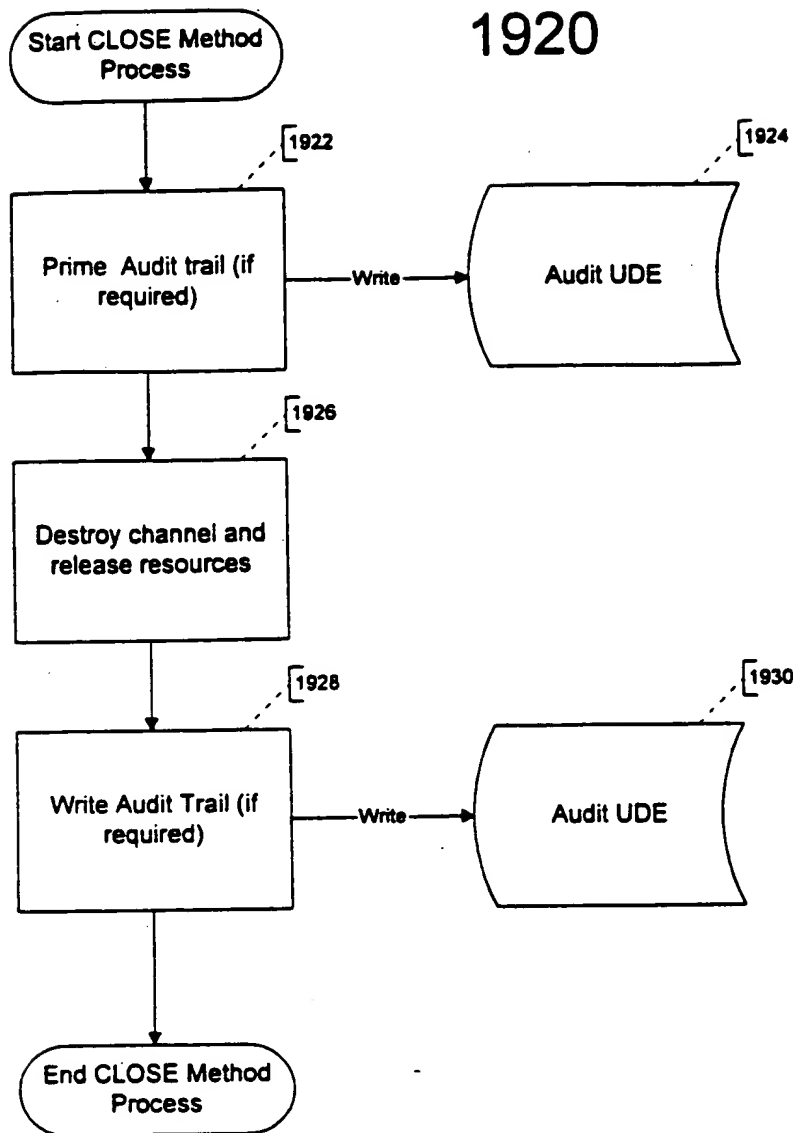 1920
Start CLOSE Method
Process
1922
Prime Audit trail (if
required)
Write
1924
Audit UDE
1926
Destroy channel and
release resources
1928
Write Audit Trail (if
required)
Write
1930
Audit UDE
End CLOSE Method
Process